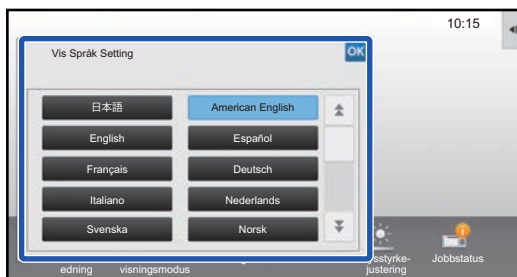 10:15
Vis Språk Setting
OK
日本語
American English
English
Español
Français
Deutsch
Italiano
Nederlands
Svenska
Norsk
edning
visningsmodus
justering
Jobbstatus